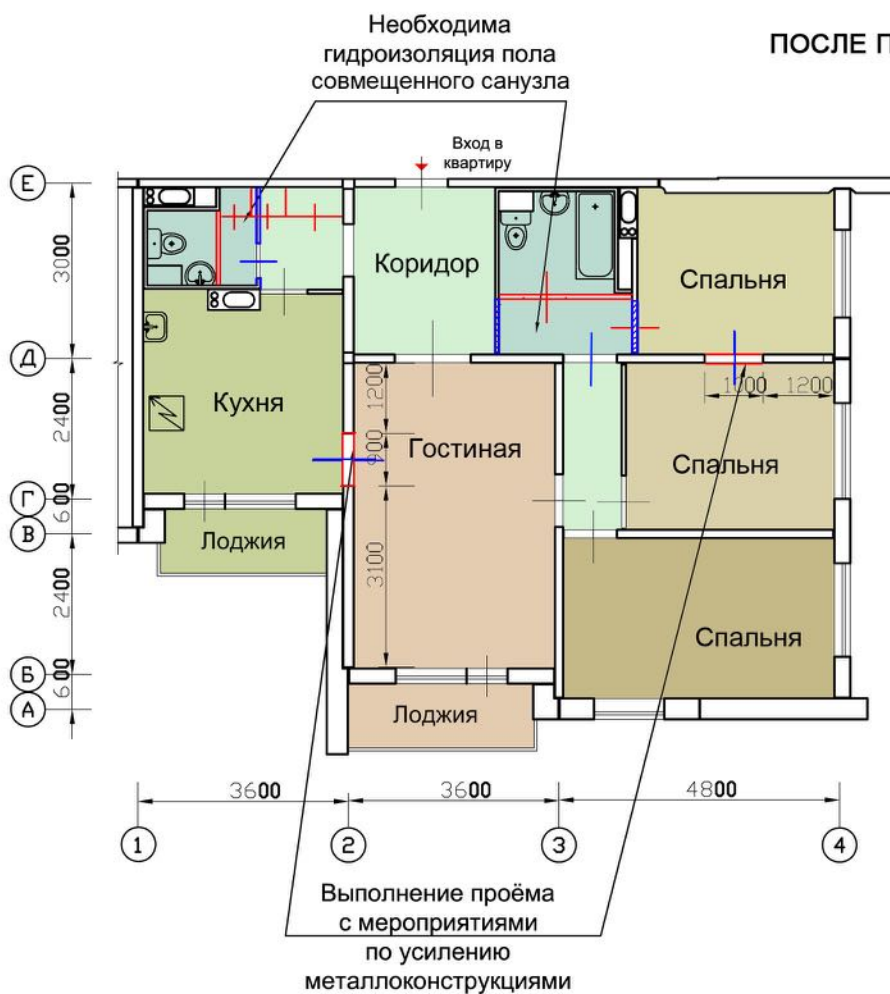 Необходима
гидроизоляция пола
совмещенного санузла
ПОСЛЕ П
Вход в
квартиру
Е
3000
Коридор
Спальня
Д
2400
1200
1000 1200
Кухня
900
Гостиная
Спальня
Г
600
В
Лоджия
3100
2400
Спальня
Б
600
А
Лоджия
3600 3600 4800
1 2 3 4
Выполнение проёма
с мероприятиями
по усилению
металлоконструкциями